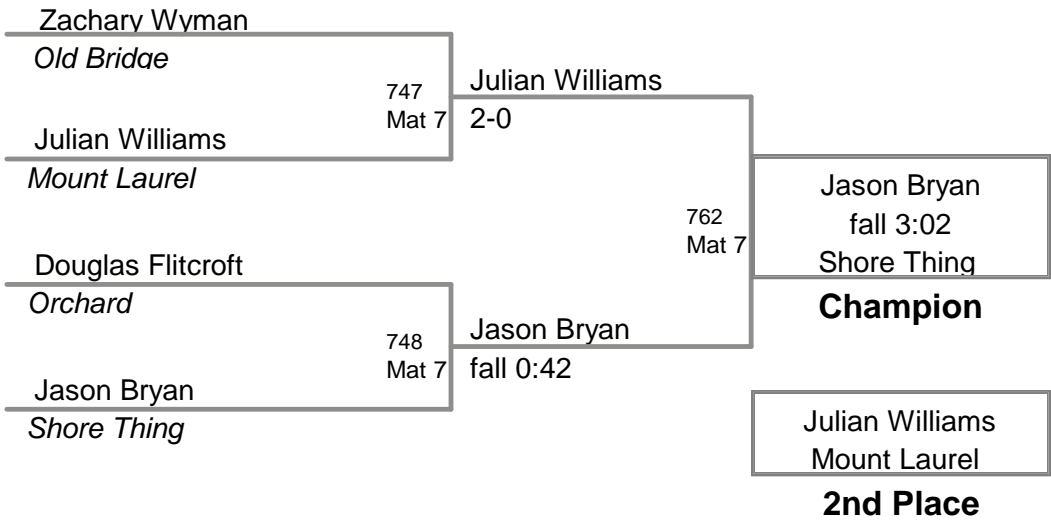 Zachary Wyman
Old Bridge
747
Mat 7
Julian Williams
2-0
Julian Williams
Mount Laurel
762
Mat 7
Jason Bryan
fall 3:02
Shore Thing
Champion
Douglas Flitcroft
Orchard
748
Mat 7
Jason Bryan
fall 0:42
Jason Bryan
Shore Thing
Julian Williams
Mount Laurel
2nd Place